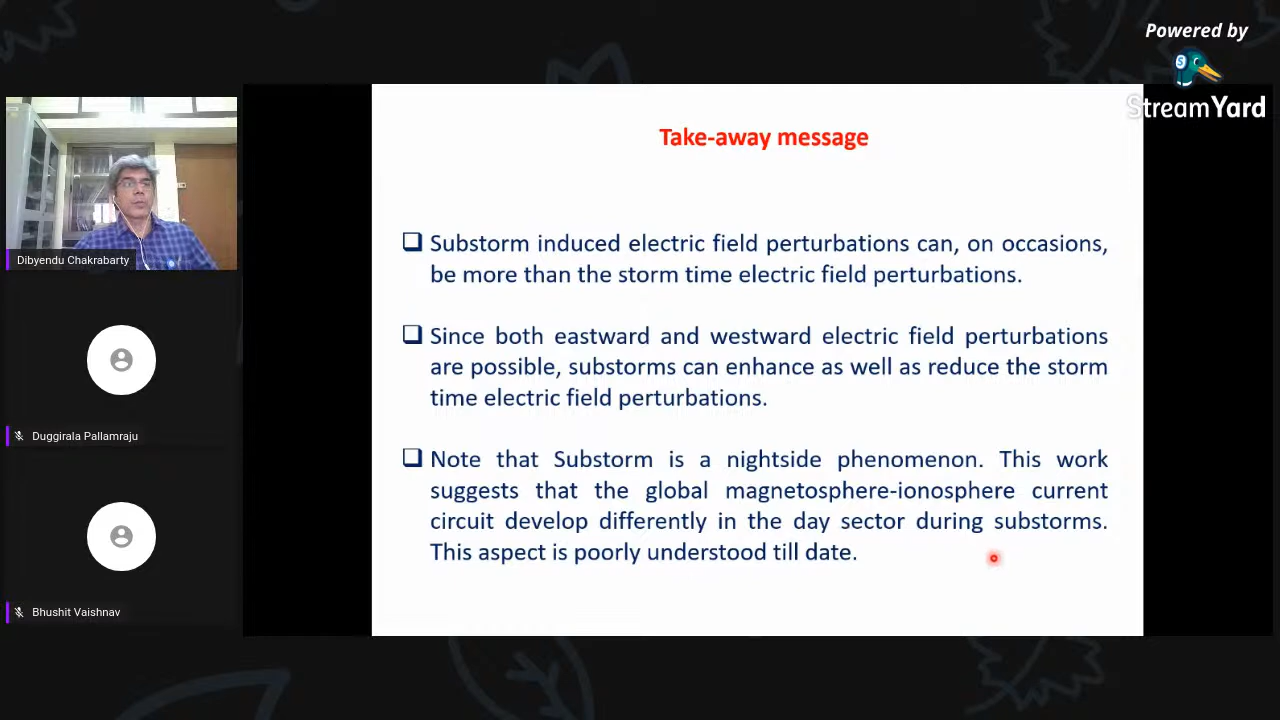 Powered by
StreamYard
Take-away message
Substorm induced electric field perturbations can, on occasions,
be more than the storm time electric field perturbations.
Since both eastward and westward electric field perturbations
are possible, substorms can enhance as well as reduce the storm
time electric field perturbations.
Note that Substorm is a nightside phenomenon. This work
suggests that the global magnetosphere-ionosphere current
circuit develop differently in the day sector during substorms.
This aspect is poorly understood till date.
Dibyendu Chakrabarty
Duggirala Pallamraju
Bhushit Vaishnav